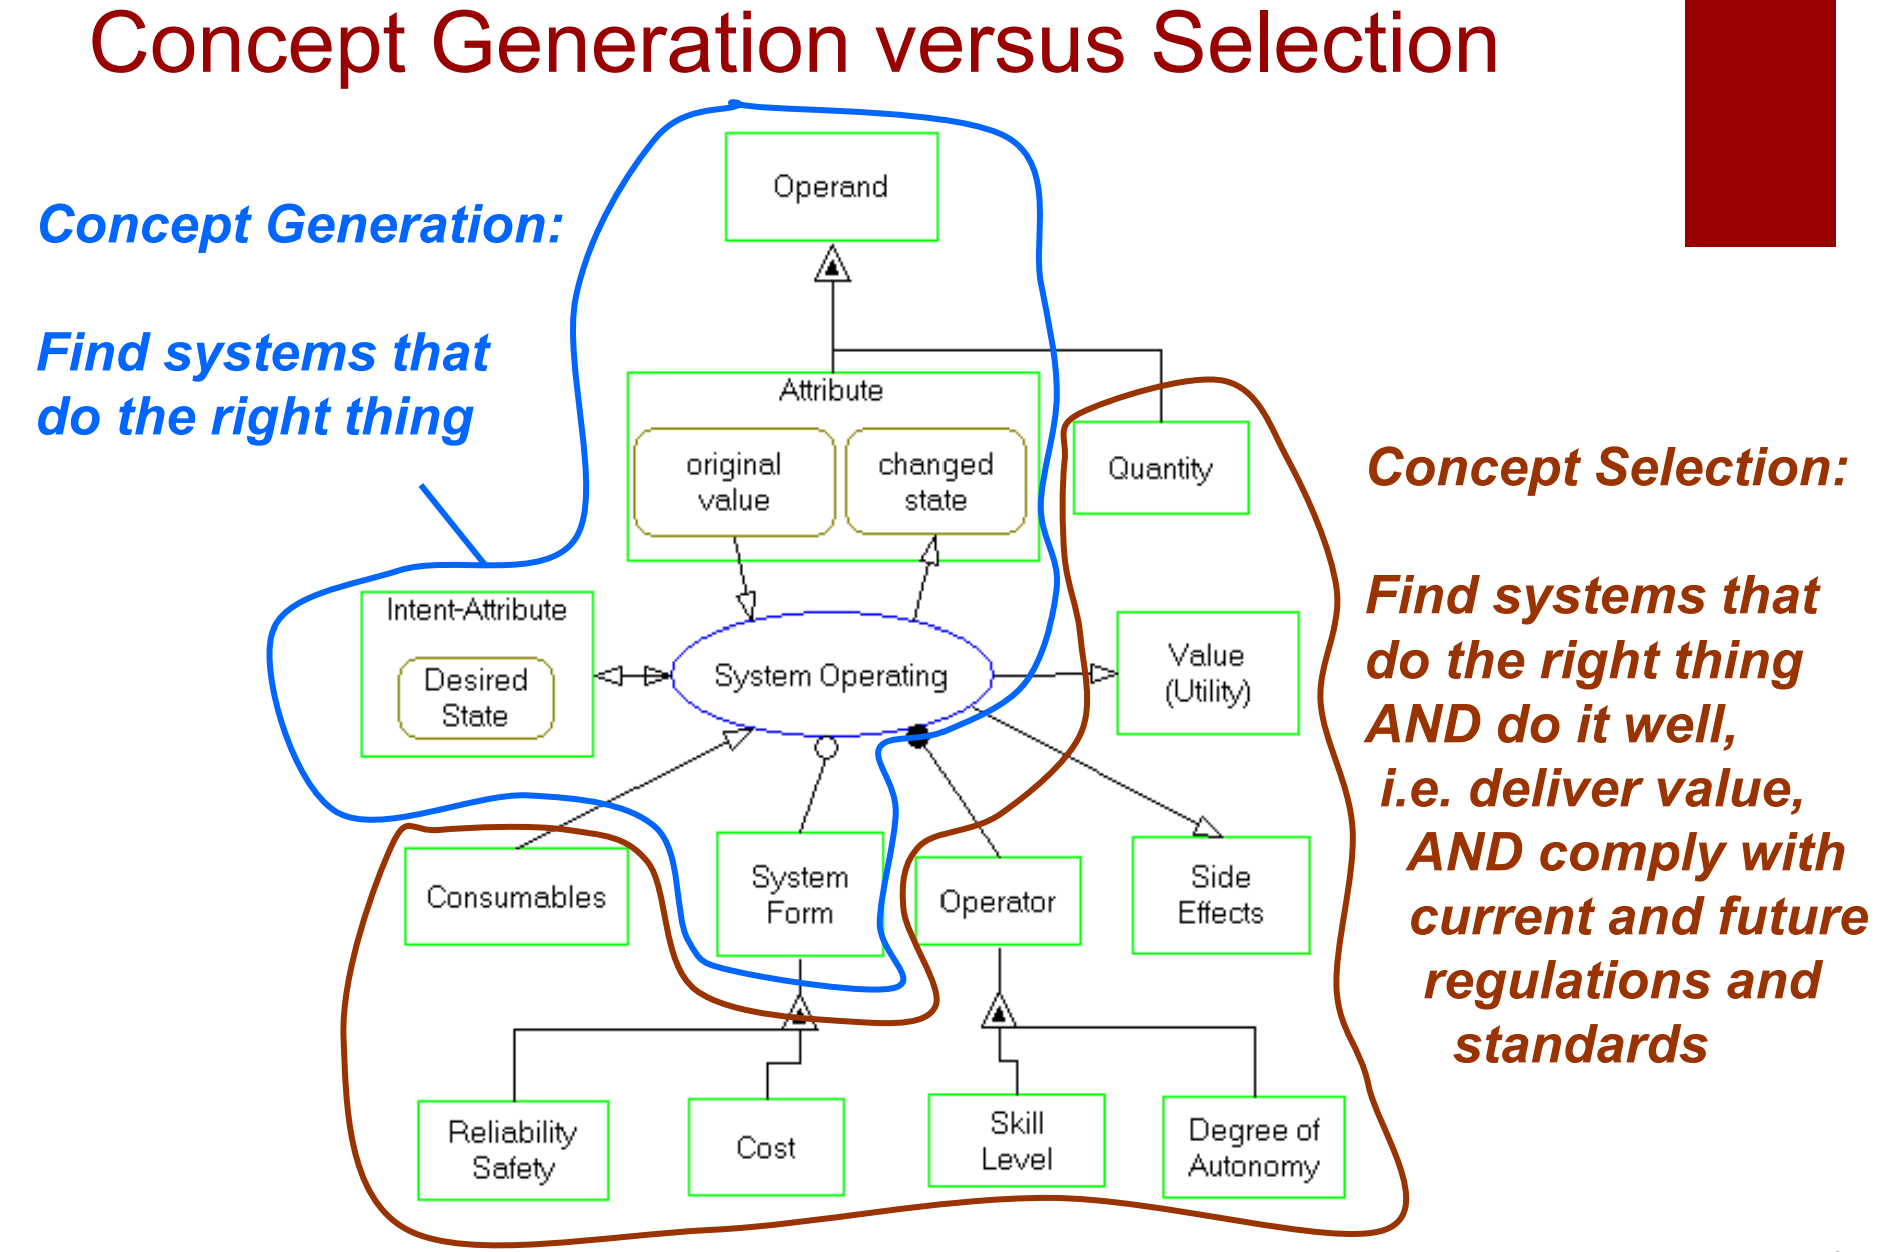 Concept Generation versus Selection
Concept Generation:
Find systems that
do the right thing
Operand
Attribute
original
value
changed
state
Quantity
Intent-Attribute
Desired
State
System Operating
Value
(Utility)
Consumables
System
Form
Operator
Side
Effects
Reliability
Safety
Cost
Skill
Level
Degree of
Autonomy
Concept Selection:
Find systems that
do the right thing
AND do it well,
i.e. deliver value,
AND comply with
current and future
regulations and
standards